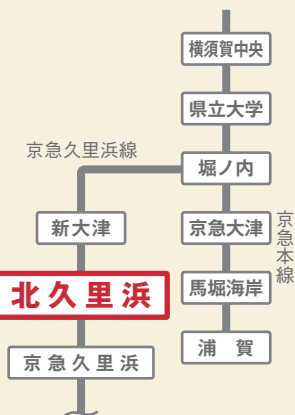 横須賀中央
県立大学
京急久里浜線
堀ノ内
新大津
京急大津
京急本線
北久里浜
馬堀海岸
浦賀
京急久里浜